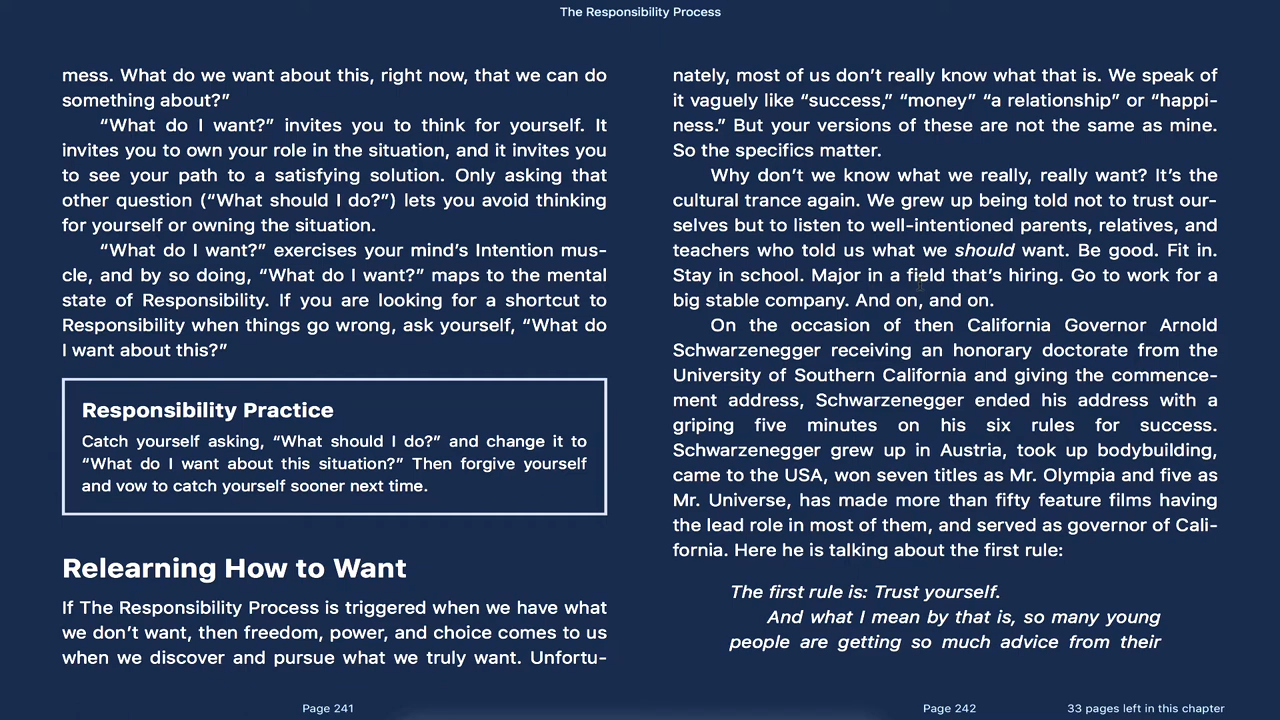 The Responsibility Process
mess. What do we want about this, right now, that we can do
something about?”
“What do I want?” invites you to think for yourself. It
invites you to own your role in the situation, and it invites you
to see your path to a satisfying solution. Only asking that
other question (“What should I do?”) lets you avoid thinking
for yourself or owning the situation.
“What do I want?” exercises your mind’s Intention mus-
cle, and by so doing, “What do I want?” maps to the mental
state of Responsibility. If you are looking for a shortcut to
Responsibility when things go wrong, ask yourself, “What do
I want about this?”
Responsibility Practice
Catch yourself asking, “What should I do?” and change it to
“What do I want about this situation?” Then forgive yourself
and vow to catch yourself sooner next time.
Relearning How to Want
If The Responsibility Process is triggered when we have what
we don’t want, then freedom, power, and choice comes to us
when we discover and pursue what we truly want. Unfortu-
nately, most of us don’t really know what that is. We speak of
it vaguely like “success,” “money” “a relationship” or “happi-
ness.” But your versions of these are not the same as mine.
So the specifics matter.
Why don’t we know what we really, really want? It’s the
cultural trance again. We grew up being told not to trust our-
selves but to listen to well-intentioned parents, relatives, and
teachers who told us what we should want. Be good. Fit in.
Stay in school. Major in a field that’s hiring. Go to work for a
big stable company. And on, and on.
On the occasion of then California Governor Arnold
Schwarzenegger receiving an honorary doctorate from the
University of Southern California and giving the commence-
ment address, Schwarzenegger ended his address with a
griping five minutes on his six rules for success.
Schwarzenegger grew up in Austria, took up bodybuilding,
came to the USA, won seven titles as Mr. Olympia and five as
Mr. Universe, has made more than fifty feature films having
the lead role in most of them, and served as governor of Cali-
fornia. Here he is talking about the first rule:
The first rule is: Trust yourself.
And what I mean by that is, so many young
people are getting so much advice from their
Page 241
Page 242
33 pages left in this chapter